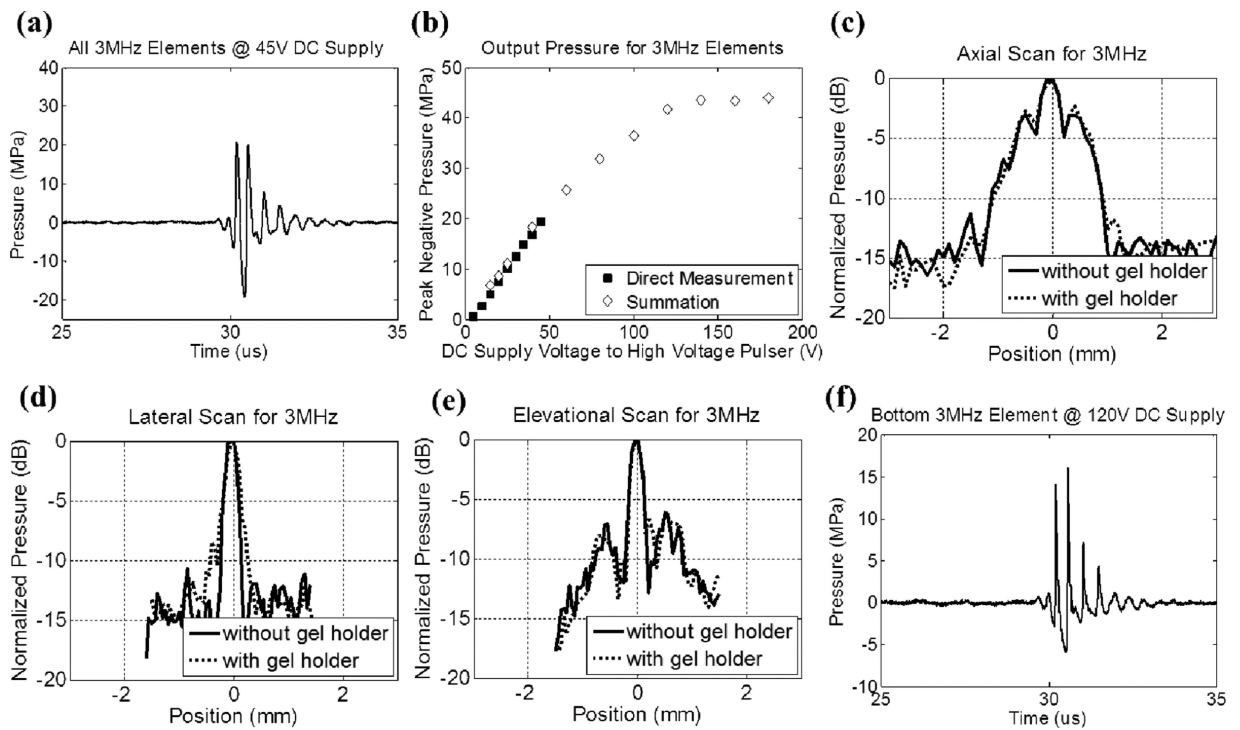 (a)
All 3MHz Elements @ 45V DC Supply
40
30
20
10
0
-10
-20
25
30
35
Pressure (MPa)
Time (us)
(b)
Output Pressure for 3MHz Elements
50
40
30
20
10
0
0
50
100
150
200
Peak Negative Pressure (MPa)
DC Supply Voltage to High Voltage Pulser (V)
Direct Measurement
Summation
(c)
Axial Scan for 3MHz
0
-5
-10
-15
-20
-2
0
2
Normalized Pressure (dB)
Position (mm)
without gel holder
with gel holder
(d)
Lateral Scan for 3MHz
0
-5
-10
-15
-20
-2
0
2
Normalized Pressure (dB)
Position (mm)
without gel holder
with gel holder
(e)
Elevational Scan for 3MHz
0
-5
-10
-15
-20
-2
0
2
Normalized Pressure (dB)
Position (mm)
without gel holder
with gel holder
(f)
Bottom 3MHz Element @ 120V DC Supply
20
15
10
5
0
-5
-10
25
30
35
Pressure (MPa)
Time (us)